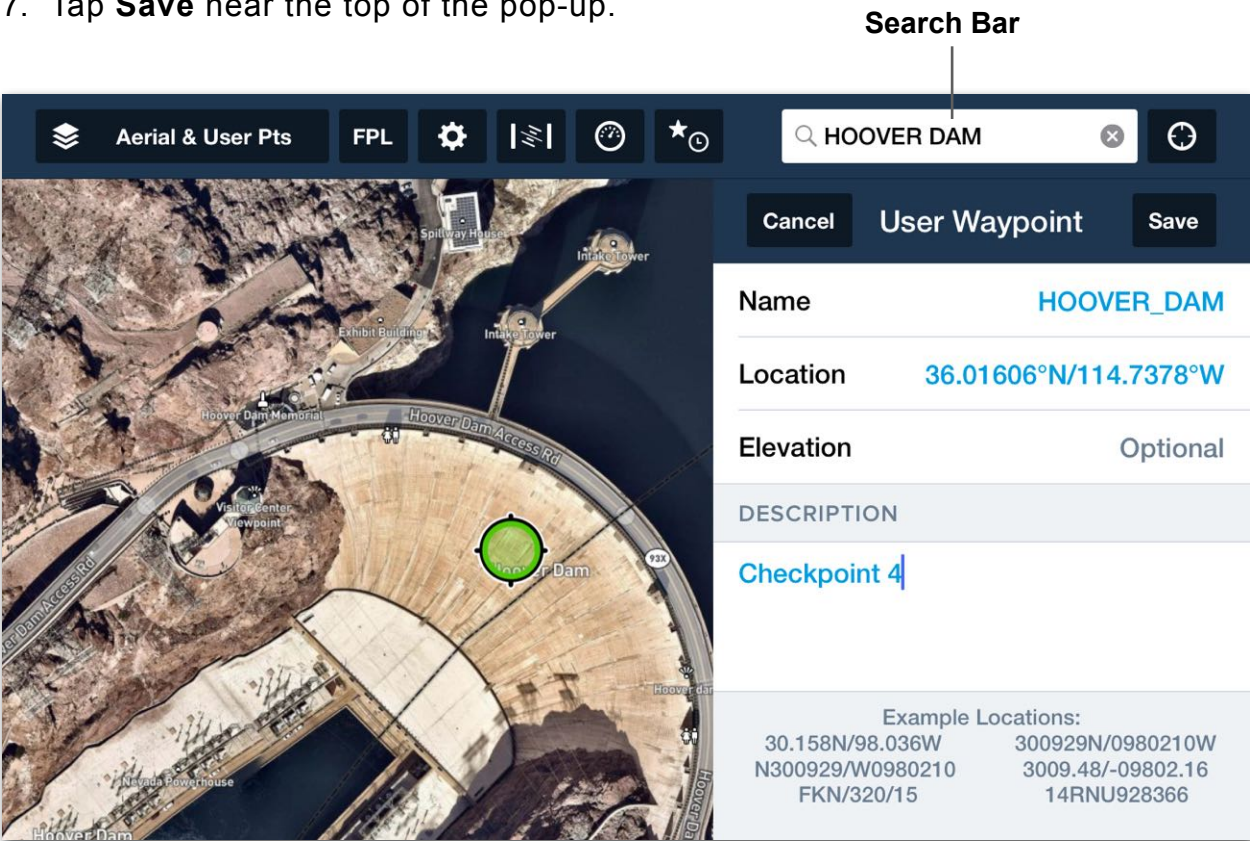 7. Tap Save near the top of the pop-up.
Search Bar
Aerial & User Pts
FPL
HOOVER DAM
Cancel
User Waypoint
Save
Name
HOOVER_DAM
Location
36.01606°N/114.7378°W
Elevation
Optional
DESCRIPTION
Checkpoint 4
Example Locations:
30.158N/98.036W
300929N/0980210W
N300929/W0980210
3009.48/-09802.16
FKN/320/15
14RNU928366
Spillway House
Intake Tower
Exhibit Building
Intake Tower
Hoover Dam Memorial
Hoover Dam Access Rd
Visitor Center
Viewpoint
93X
Hoover Dam
ver Dam Access Rd
Hoover dam
Nevada Powerhouse
Hoover Da
Hoover Dam